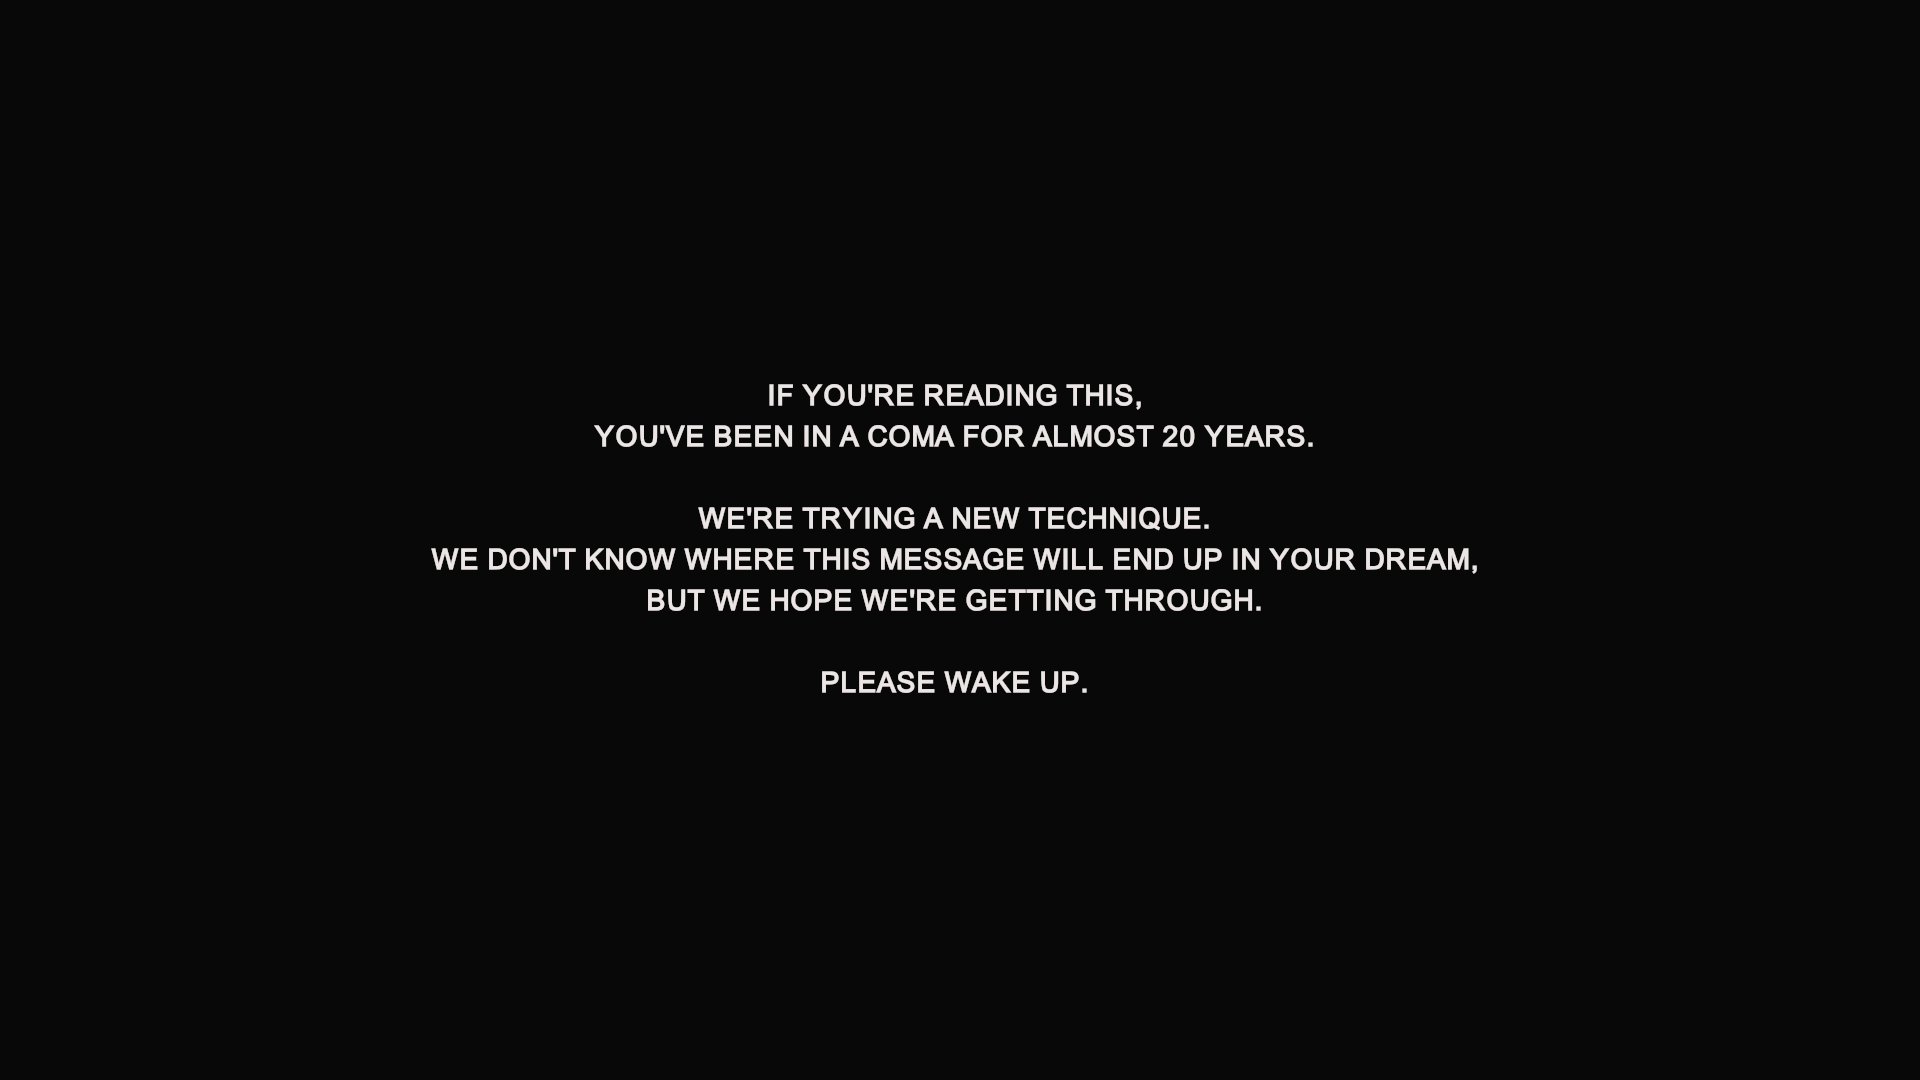 IF YOU'RE READING THIS,
YOU'VE BEEN IN A COMA FOR ALMOST 20 YEARS.
WE'RE TRYING A NEW TECHNIQUE.
WE DON'T KNOW WHERE THIS MESSAGE WILL END UP IN YOUR DREAM,
BUT WE HOPE WE'RE GETTING THROUGH.
PLEASE WAKE UP.